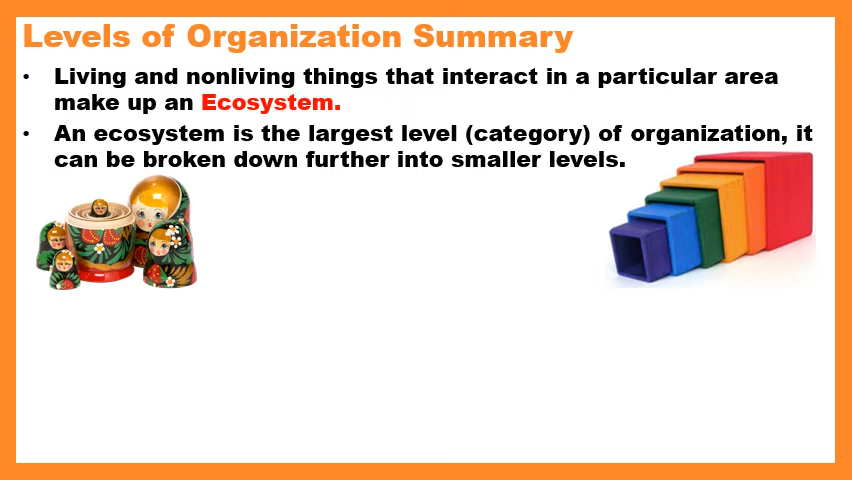 Levels of Organization Summary
• Living and nonliving things that interact in a particular area
make up an Ecosystem.
• An ecosystem is the largest level (category) of organization, it
can be broken down further into smaller levels.